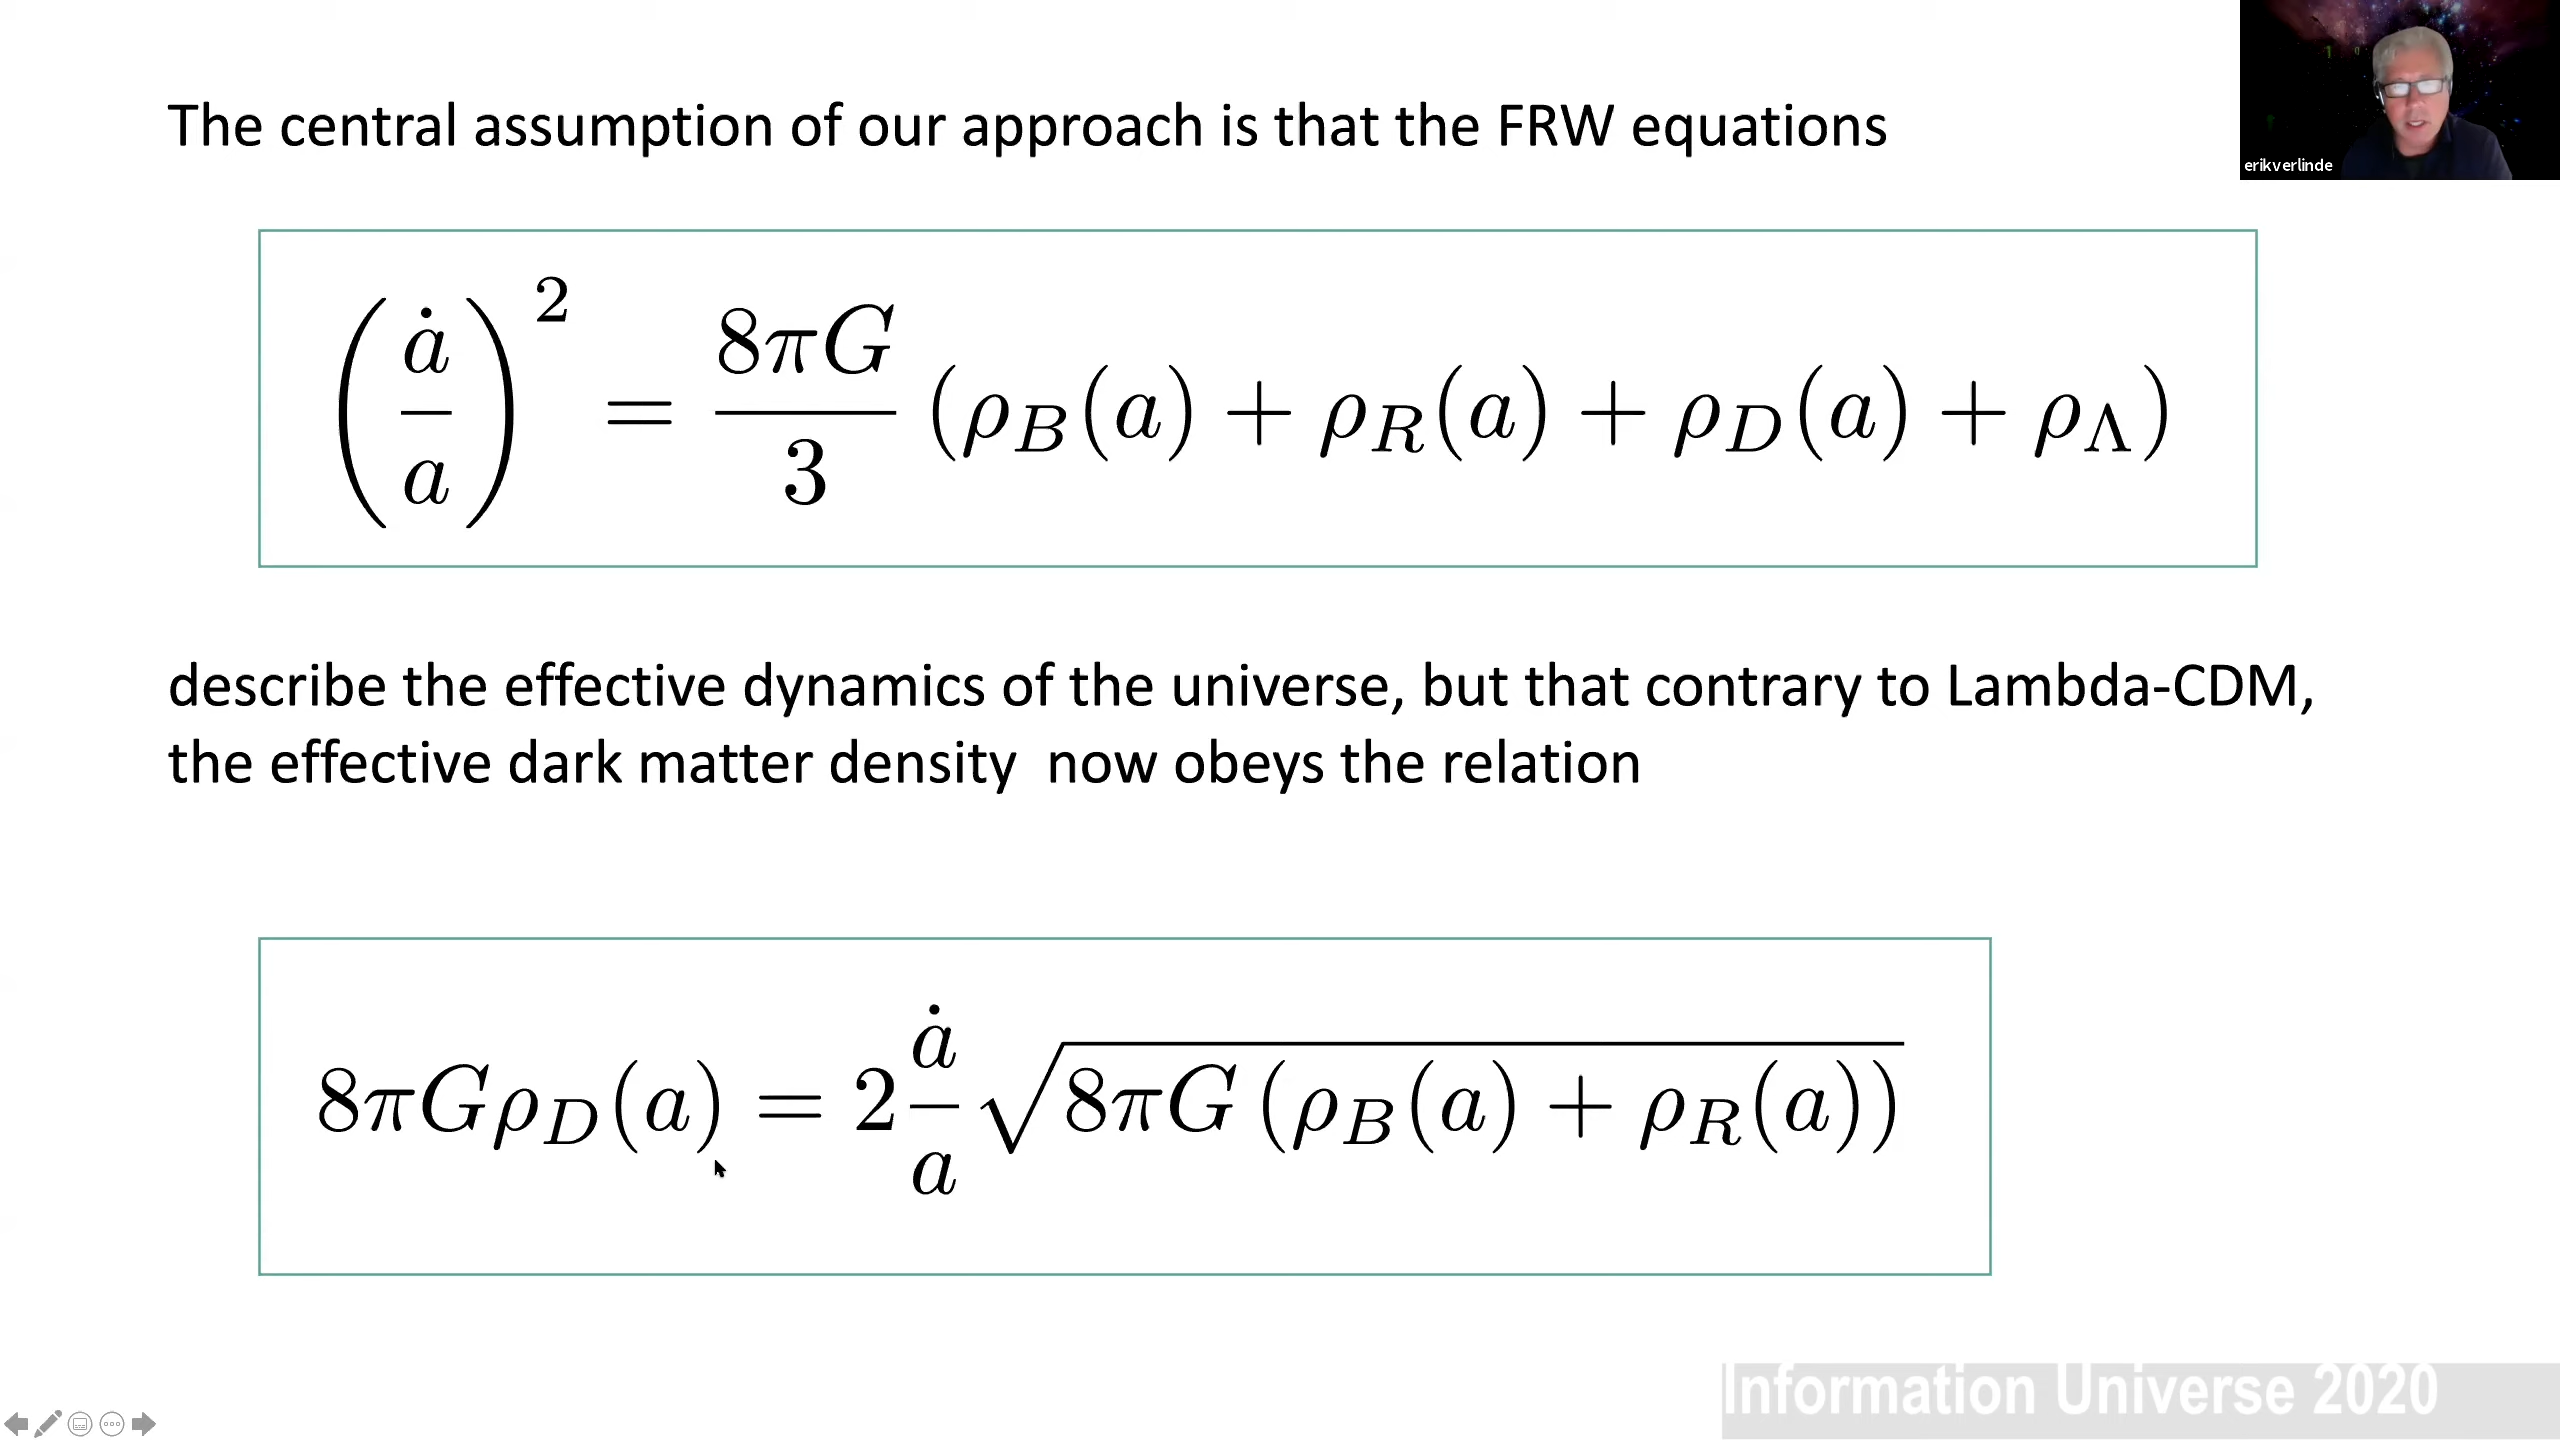 The central assumption of our approach is that the FRW equations
erikverlinde
(ȧ/a)² = 8πG/3 (ρ_B(a) + ρ_R(a) + ρ_D(a) + ρ_Λ)
describe the effective dynamics of the universe, but that contrary to Lambda-CDM,
the effective dark matter density now obeys the relation
8πGρ_D(a) = 2 ȧ/a √(8πG (ρ_B(a) + ρ_R(a)))
Information Universe 2020